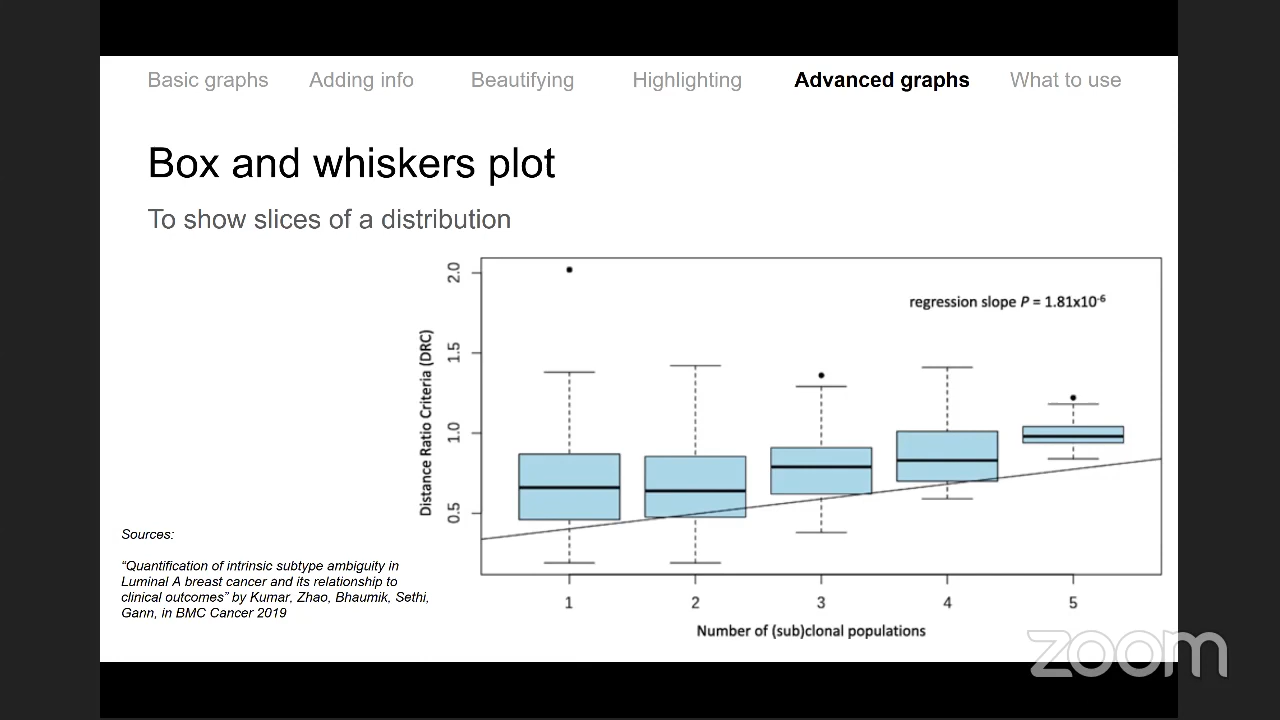 Basic graphs Adding info Beautifying Highlighting Advanced graphs What to use
Box and whiskers plot
To show slices of a distribution
2.0
1.5
1.0
0.5
Distance Ratio Criteria (DRC)
regression slope P = 1.81x10-6
1 2 3 4 5
Number of (sub)clonal populations
Sources:
“Quantification of intrinsic subtype ambiguity in
Luminal A breast cancer and its relationship to
clinical outcomes” by Kumar, Zhao, Bhaumik, Sethi,
Gann, in BMC Cancer 2019
zoom